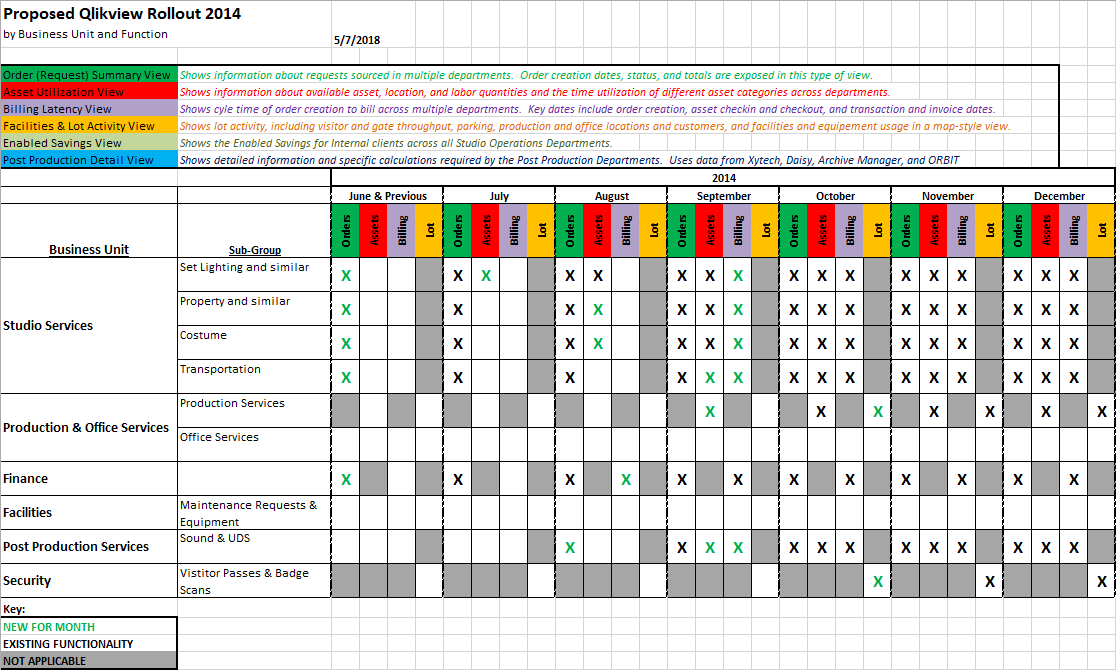 Proposed Qlikview Rollout 2014
by Business Unit and Function
5/7/2018
Order (Request) Summary View Shows information about requests sourced in multiple departments. Order creation dates, status, and totals are exposed in this type of view.
Asset Utilization View Shows information about available asset, location, and labor quantities and the time utilization of different asset categories across departments.
Billing Latency View Shows cyle time of order creation to bill across multiple departments. Key dates include order creation, asset checkin and checkout, and transaction and invoice dates.
Facilities & Lot Activity View Shows lot activity, including visitor and gate throughput, parking, production and office locations and customers, and facilities and equipement usage in a map-style view.
Enabled Savings View Shows the Enabled Savings for Internal clients across all Studio Operations Departments.
Post Production Detail View Shows detailed information and specific calculations required by the Post Production Departments. Uses data from Xytech, Daisy, Archive Manager, and ORBIT
2014
June & Previous July August September October November December
Business Unit Sub-Group Orders Assets Billing Lot Orders Assets Billing Lot Orders Assets Billing Lot Orders Assets Billing Lot Orders Assets Billing Lot Orders Assets Billing Lot Orders Assets Billing Lot
Studio Services
Set Lighting and similar X X X X X X X X X X X X X X X X X
Property and similar X X X X X X X X X X X X X X X X
Costume X X X X X X X X X X X X X X X X
Transportation X X X X X X X X X X X X X X X
Production & Office Services
Production Services X X X X X X X
Office Services
Finance X X X X X X X X X X X
Facilities Maintenance Requests &
Equipment
Post Production Services Sound & UDS X X X X X X X X X X X X X
Security Vistitor Passes & Badge
Scans X X X
Key:
NEW FOR MONTH
EXISTING FUNCTIONALITY
NOT APPLICABLE